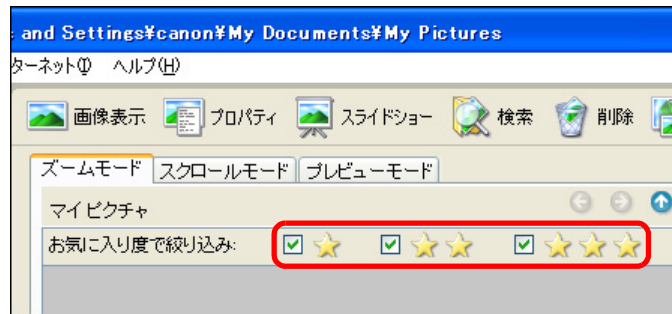 and Settings¥canon¥My Documents¥My Pictures
ターネット(I) ヘルプ(H)
画像表示 プロパティ スライドショー 検索 削除
ズームモード スクロールモード プレビューモード
マイ ピクチャ
お気に入り度で絞り込み: